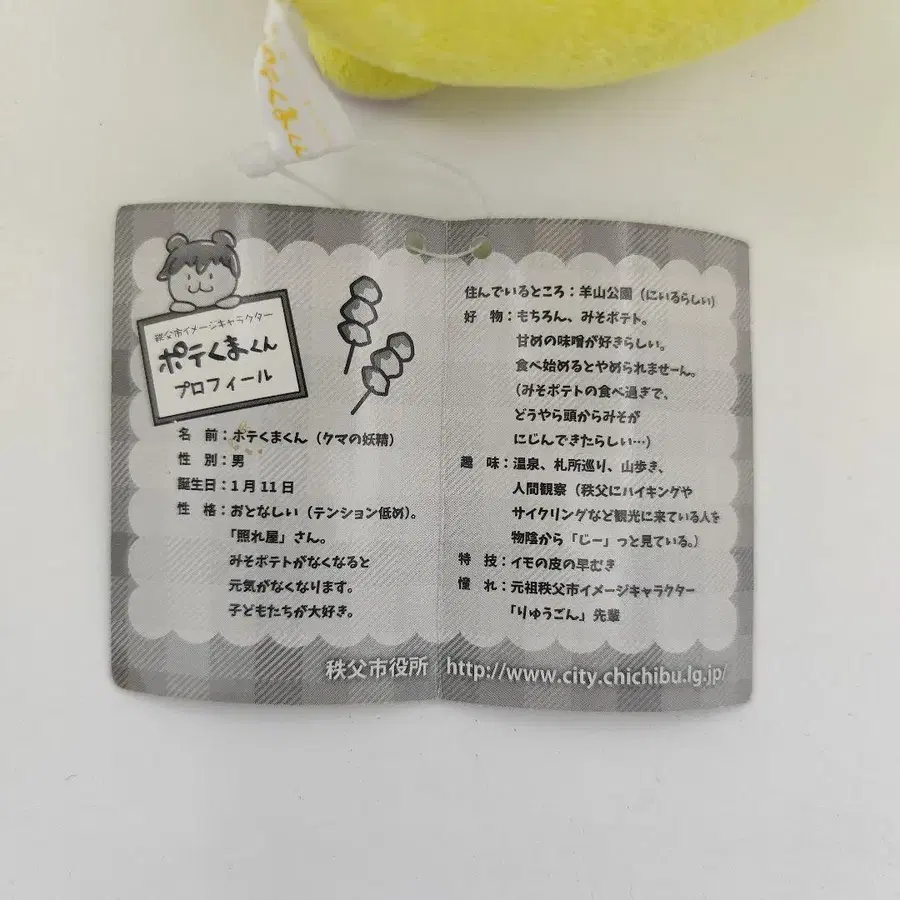 ぽてくまくん
秩父市イメージキャラクター
ポテくまくん
プロフィール
名 前：ポテくまくん（クマの妖精）
性 別：男
誕生日：1月11日
性 格：おとなしい（テンション低め）。
「照れ屋」さん。
みそポテトがなくなると
元気がなくなります。
子どもたちが大好き。
住んでいるところ：羊山公園（にいるらしい）
好 物：もちろん、みそポテト。
甘めの味噌が好きらしい。
食べ始めるとやめられませーん。
（みそポテトの食べ過ぎで、
どうやら頭からみそが
にじんできたらしい…）
趣 味：温泉、札所巡り、山歩き、
人間観察（秩父にハイキングや
サイクリングなど観光に来ている人を
物陰から「じー」っと見ている。）
特 技：イモの皮の早むき
憧 れ：元祖秩父市イメージキャラクター
「りゅうごん」先輩
秩父市役所 http://www.city.chichibu.lg.jp/